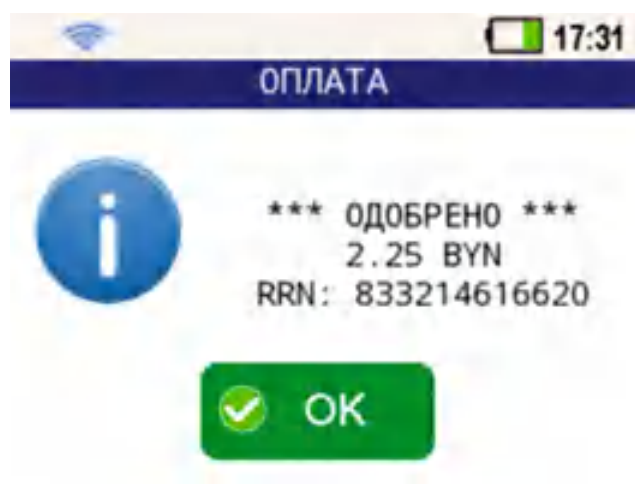 17:31
ОПЛАТА
*** ОДОБРЕНО ***
2.25 BYN
RRN: 833214616620
OK